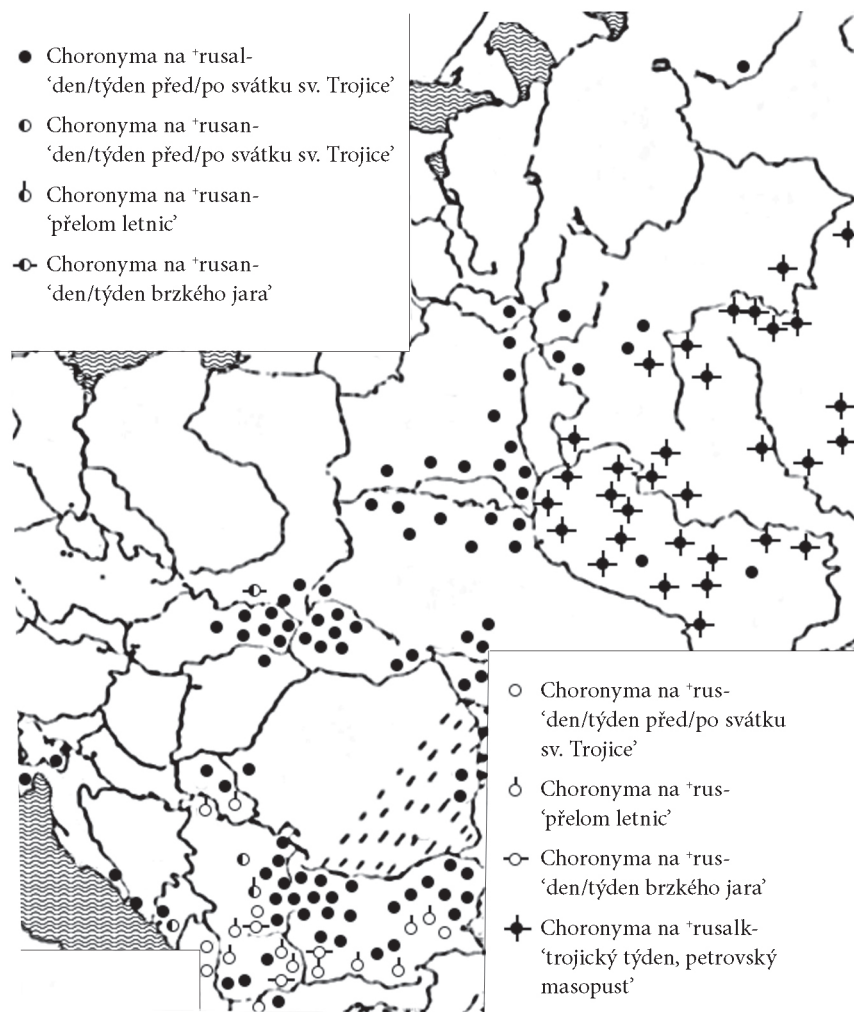 Choronyma na ⁺rusal-
‘den/týden před/po svátku sv. Trojice’
Choronyma na ⁺rusan-
‘den/týden před/po svátku sv. Trojice’
Choronyma na ⁺rusan-
‘přelom letnic’
Choronyma na ⁺rusan-
‘den/týden brzkého jara’
Choronyma na ⁺rus-
‘den/týden před/po svátku
sv. Trojice’
Choronyma na ⁺rus-
‘přelom letnic’
Choronyma na ⁺rus-
‘den/týden brzkého jara’
Choronyma na ⁺rusalk-
‘trojický týden, petrovský
masopust’